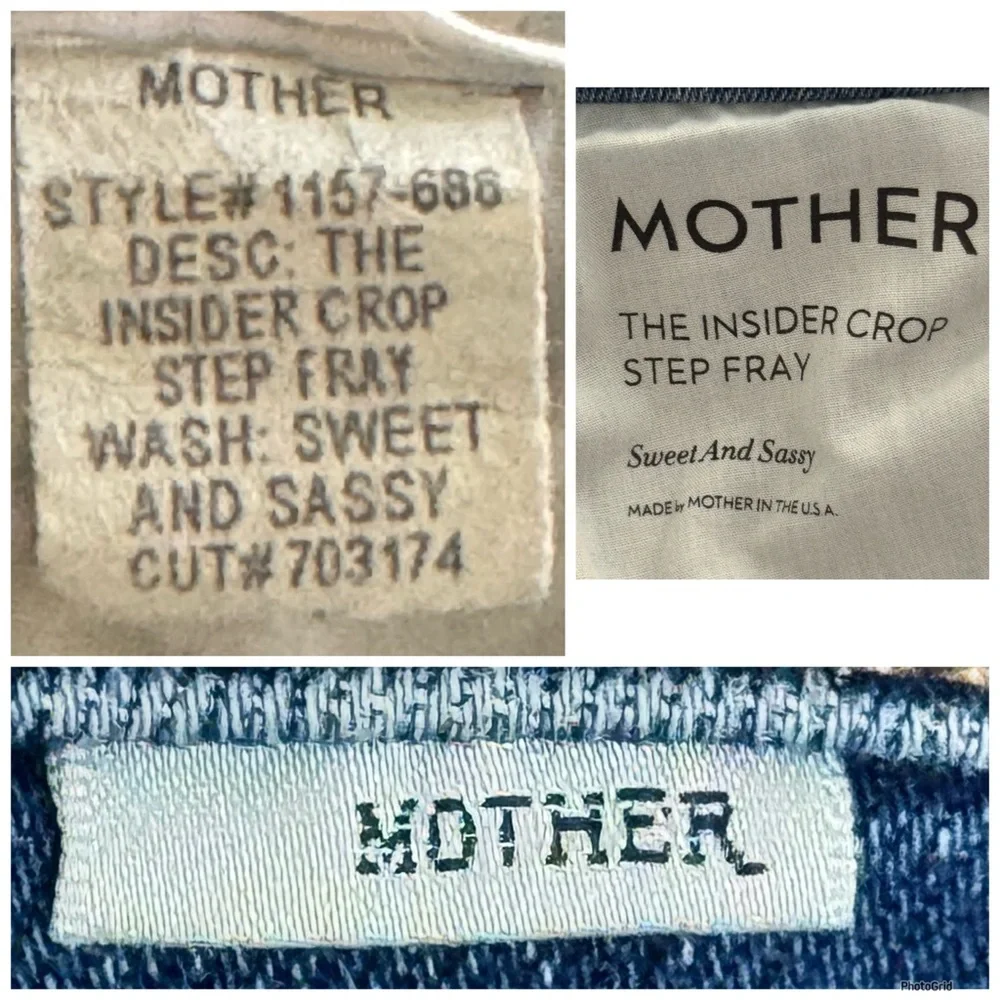 MOTHER
STYLE# 1157-686
DESC: THE
INSIDER CROP
STEP FRAY
WASH: SWEET
AND SASSY
CUT# 703174
MOTHER
THE INSIDER CROP
STEP FRAY
Sweet And Sassy
MADE by MOTHER IN THE U.S.A.
MOTHER
PhotoGrid